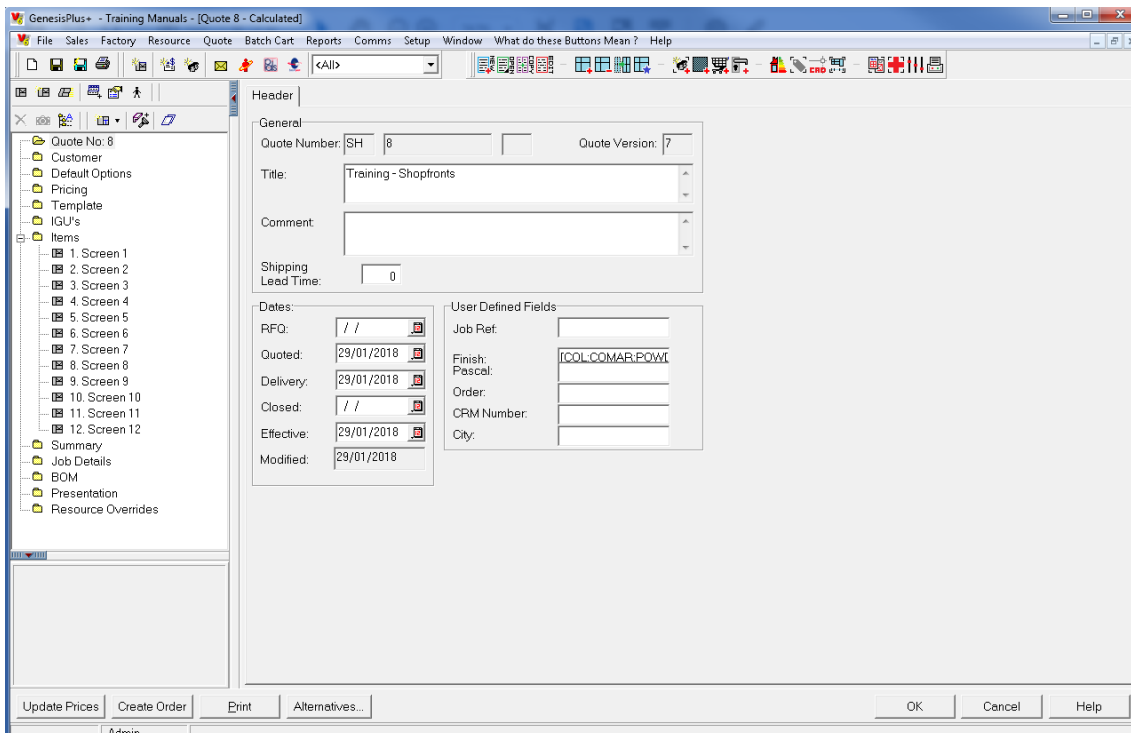 GenesisPlus+ - Training Manuals - [Quote 8 - Calculated]
File Sales Factory Resource Quote Batch Cart Reports Comms Setup Window What do these Buttons Mean ? Help
<All>
CRD
Header
Quote No: 8
Customer
Default Options
Pricing
Template
IGU's
Items
1. Screen 1
2. Screen 2
3. Screen 3
4. Screen 4
5. Screen 5
6. Screen 6
7. Screen 7
8. Screen 8
9. Screen 9
10. Screen 10
11. Screen 11
12. Screen 12
Summary
Job Details
BOM
Presentation
Resource Overrides
General
Quote Number: SH 8 Quote Version: 7
Title: Training - Shopfronts
Comment
Shipping
Lead Time: 0
Dates:
RFQ: / /
Quoted: 29/01/2018
Delivery: 29/01/2018
Closed: / /
Effective: 29/01/2018
Modified: 29/01/2018
User Defined Fields
Job Ref:
Finish: [COL:COMAR:POW
Pascal:
Order:
CRM Number:
City:
Update Prices Create Order Print Alternatives... OK Cancel Help
Admin